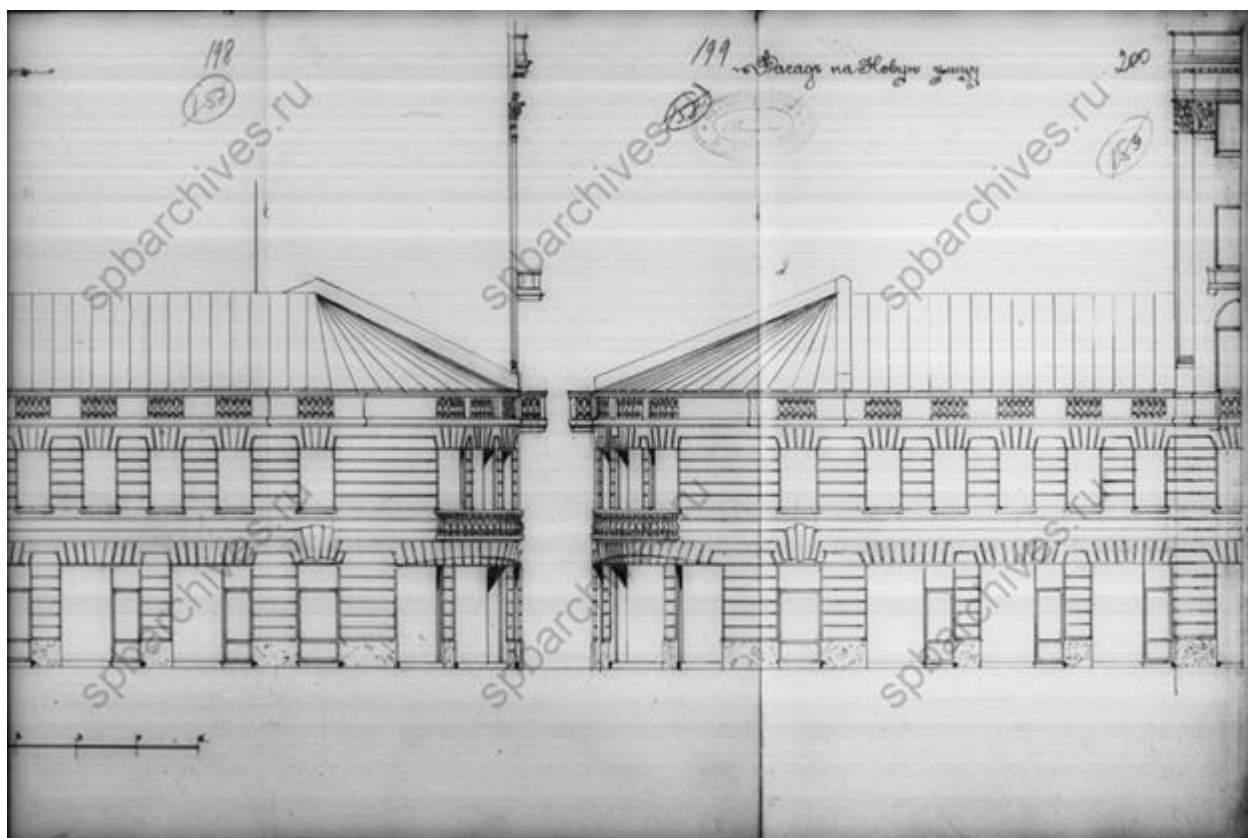 198
199
Фасадъ на Новую улицу
200
157
159
spbarchives.ru
spbarchives.ru
spbarchives.ru
spbarchives.ru
spbarchives.ru
spbarchives.ru